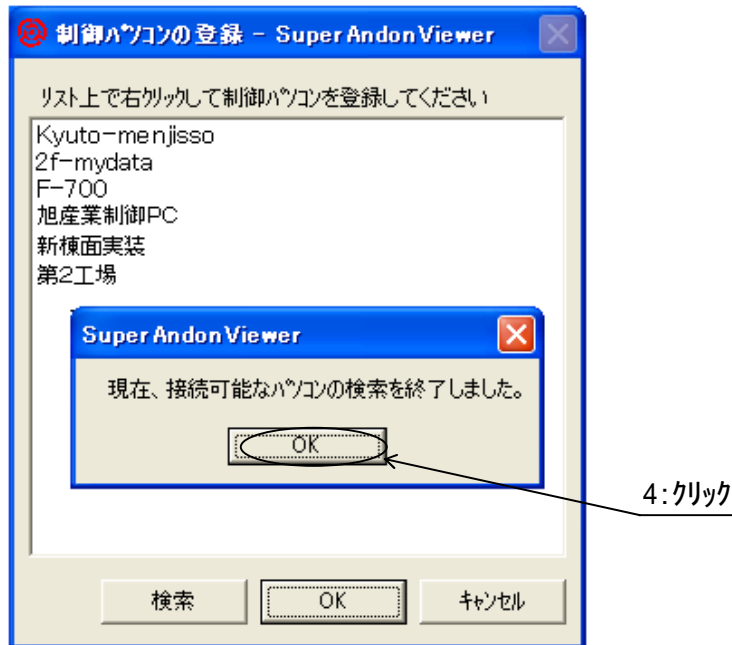 制御ﾊﾟｿｺﾝの登録 - Super Andon Viewer
ﾘｽﾄ上で右ｸﾘｯｸして制御ﾊﾟｿｺﾝを登録してください
Kyuto-menjisso
2f-mydata
F-700
旭産業制御PC
新棟面実装
第2工場
Super Andon Viewer
現在、接続可能なﾊﾟｿｺﾝの検索を終了しました。
OK
4:ｸﾘｯｸ
検索 OK ｷｬﾝｾﾙ